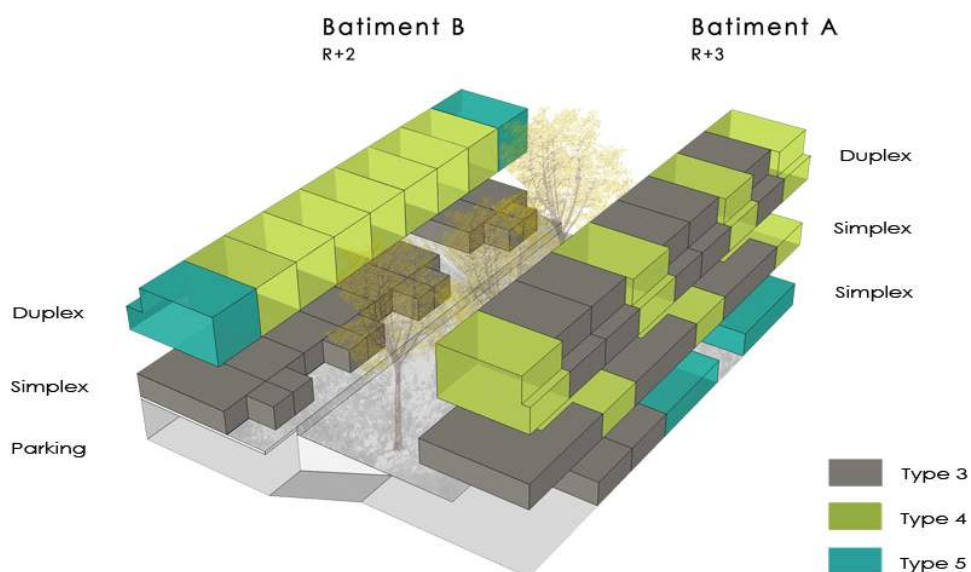 Batiment B
R+2
Batiment A
R+3
Duplex
Simplex
Simplex
Duplex
Simplex
Parking
Type 3
Type 4
Type 5